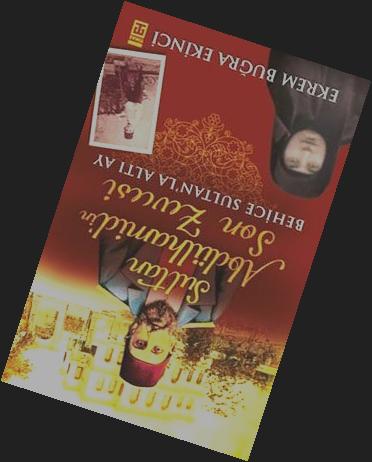 Sultan
Abdülhamid'in
Son Zevcesi
BEHİCE SULTAN'LA ALTI AY
EKREM BUĞRA EKİNCİ